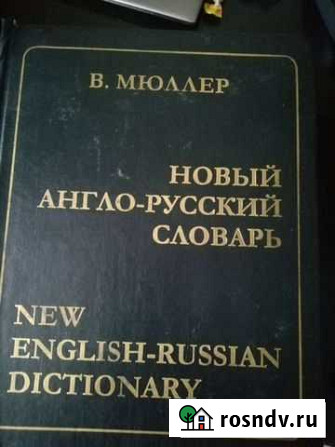 В. МЮЛЛЕР
НОВЫЙ
АНГЛО-РУССКИЙ
СЛОВАРЬ
NEW
ENGLISH-RUSSIAN
DICTIONARY
rosndv.ru